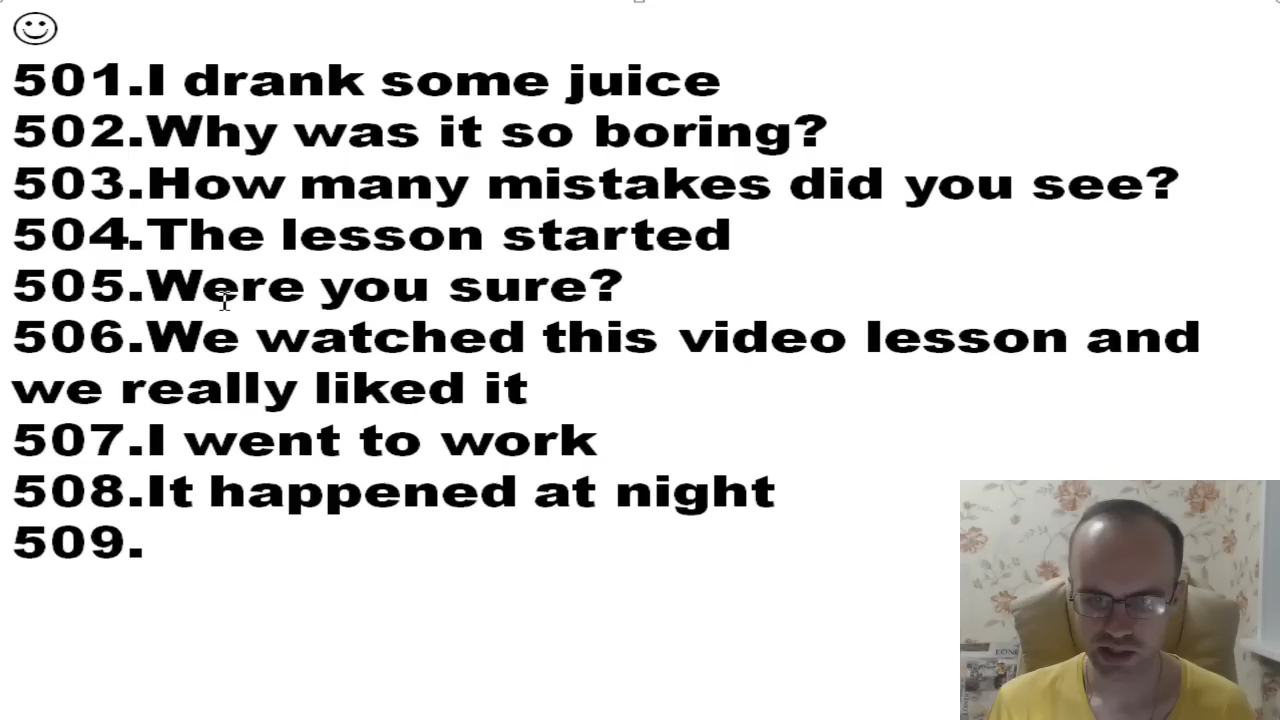 501.I drank some juice
502.Why was it so boring?
503.How many mistakes did you see?
504.The lesson started
505.Were you sure?
506.We watched this video lesson and
we really liked it
507.I went to work
508.It happened at night
509.